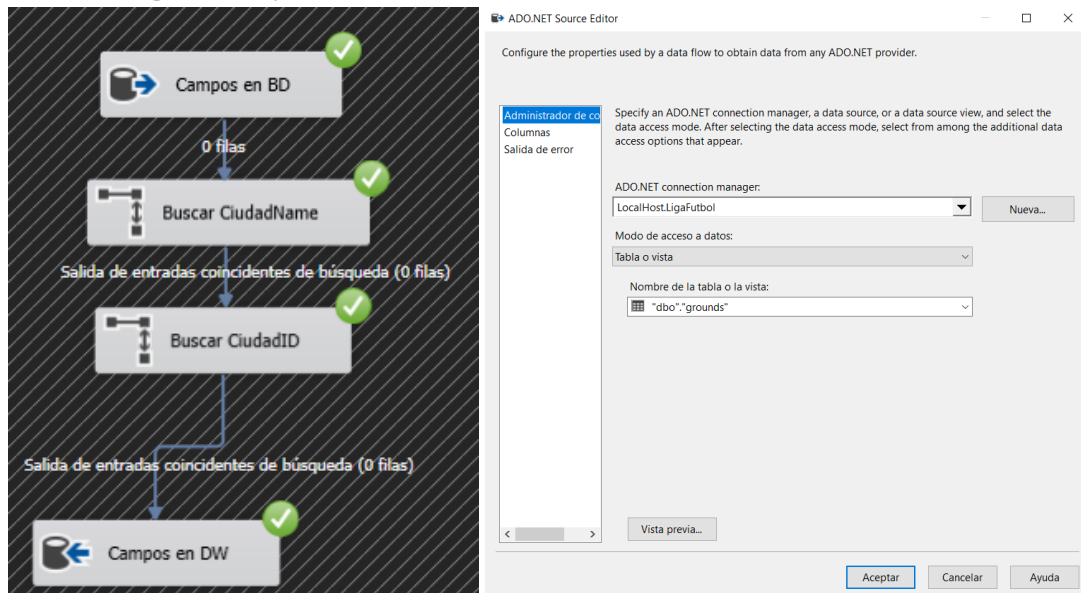 Campos en BD
0 filas
Buscar CiudadName
Salida de entradas coincidentes de búsqueda (0 filas)
Buscar CiudadID
Salida de entradas coincidentes de búsqueda (0 filas)
Campos en DW
ADO.NET Source Editor
Configure the properties used by a data flow to obtain data from any ADO.NET provider.
Administrador de co
Columnas
Salida de error
Specify an ADO.NET connection manager, a data source, or a data source view, and select the
data access mode. After selecting the data access mode, select from among the additional data
access options that appear.
ADO.NET connection manager:
LocalHost.LigaFutbol
Nueva...
Modo de acceso a datos:
Tabla o vista
Nombre de la tabla o la vista:
"dbo"."grounds"
Vista previa...
Aceptar
Cancelar
Ayuda